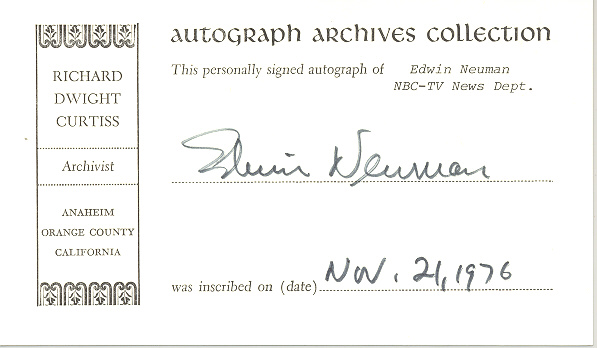 AUTOGRAPH ARCHIVES COLLECTION
RICHARD
DWIGHT
CURTISS
Archivist
ANAHEIM
ORANGE COUNTY
CALIFORNIA
This personally signed autograph of Edwin Neuman
NBC-TV News Dept.
Edwin Newman
was inscribed on (date) Nov. 21, 1976